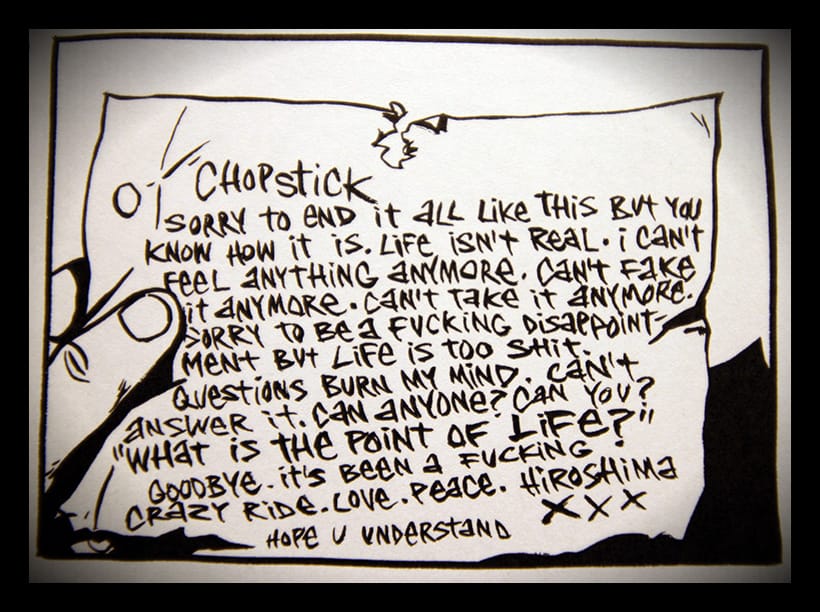 CHOPSTICK
SORRY TO END it aLL LiKE THiS BUt YOU
KNOW HOW it iS. LiFE iSN't REaL. i CaN't
FEEL aNYTHiNG aNYMORE. CaN't FaKE
it aNYMORE. CaN't TaKE it aNYMORE.
SORRY TO BE a FUCKiNG DiSaPPOiNT-
MENt BUt LiFE iS TOO SHit.
QUEStiONS BURN MY MiND. CaN't
aNSWER it. CaN aNYONE? CaN YOU?
"WHat iS THE POiNT OF LiFE?"
GOODBYE. it'S BEEN a FUCKiNG
CRaZY RiDE. LOVE. PEaCE. HiROSHiMa
HOPE U UNDERStaND XXX